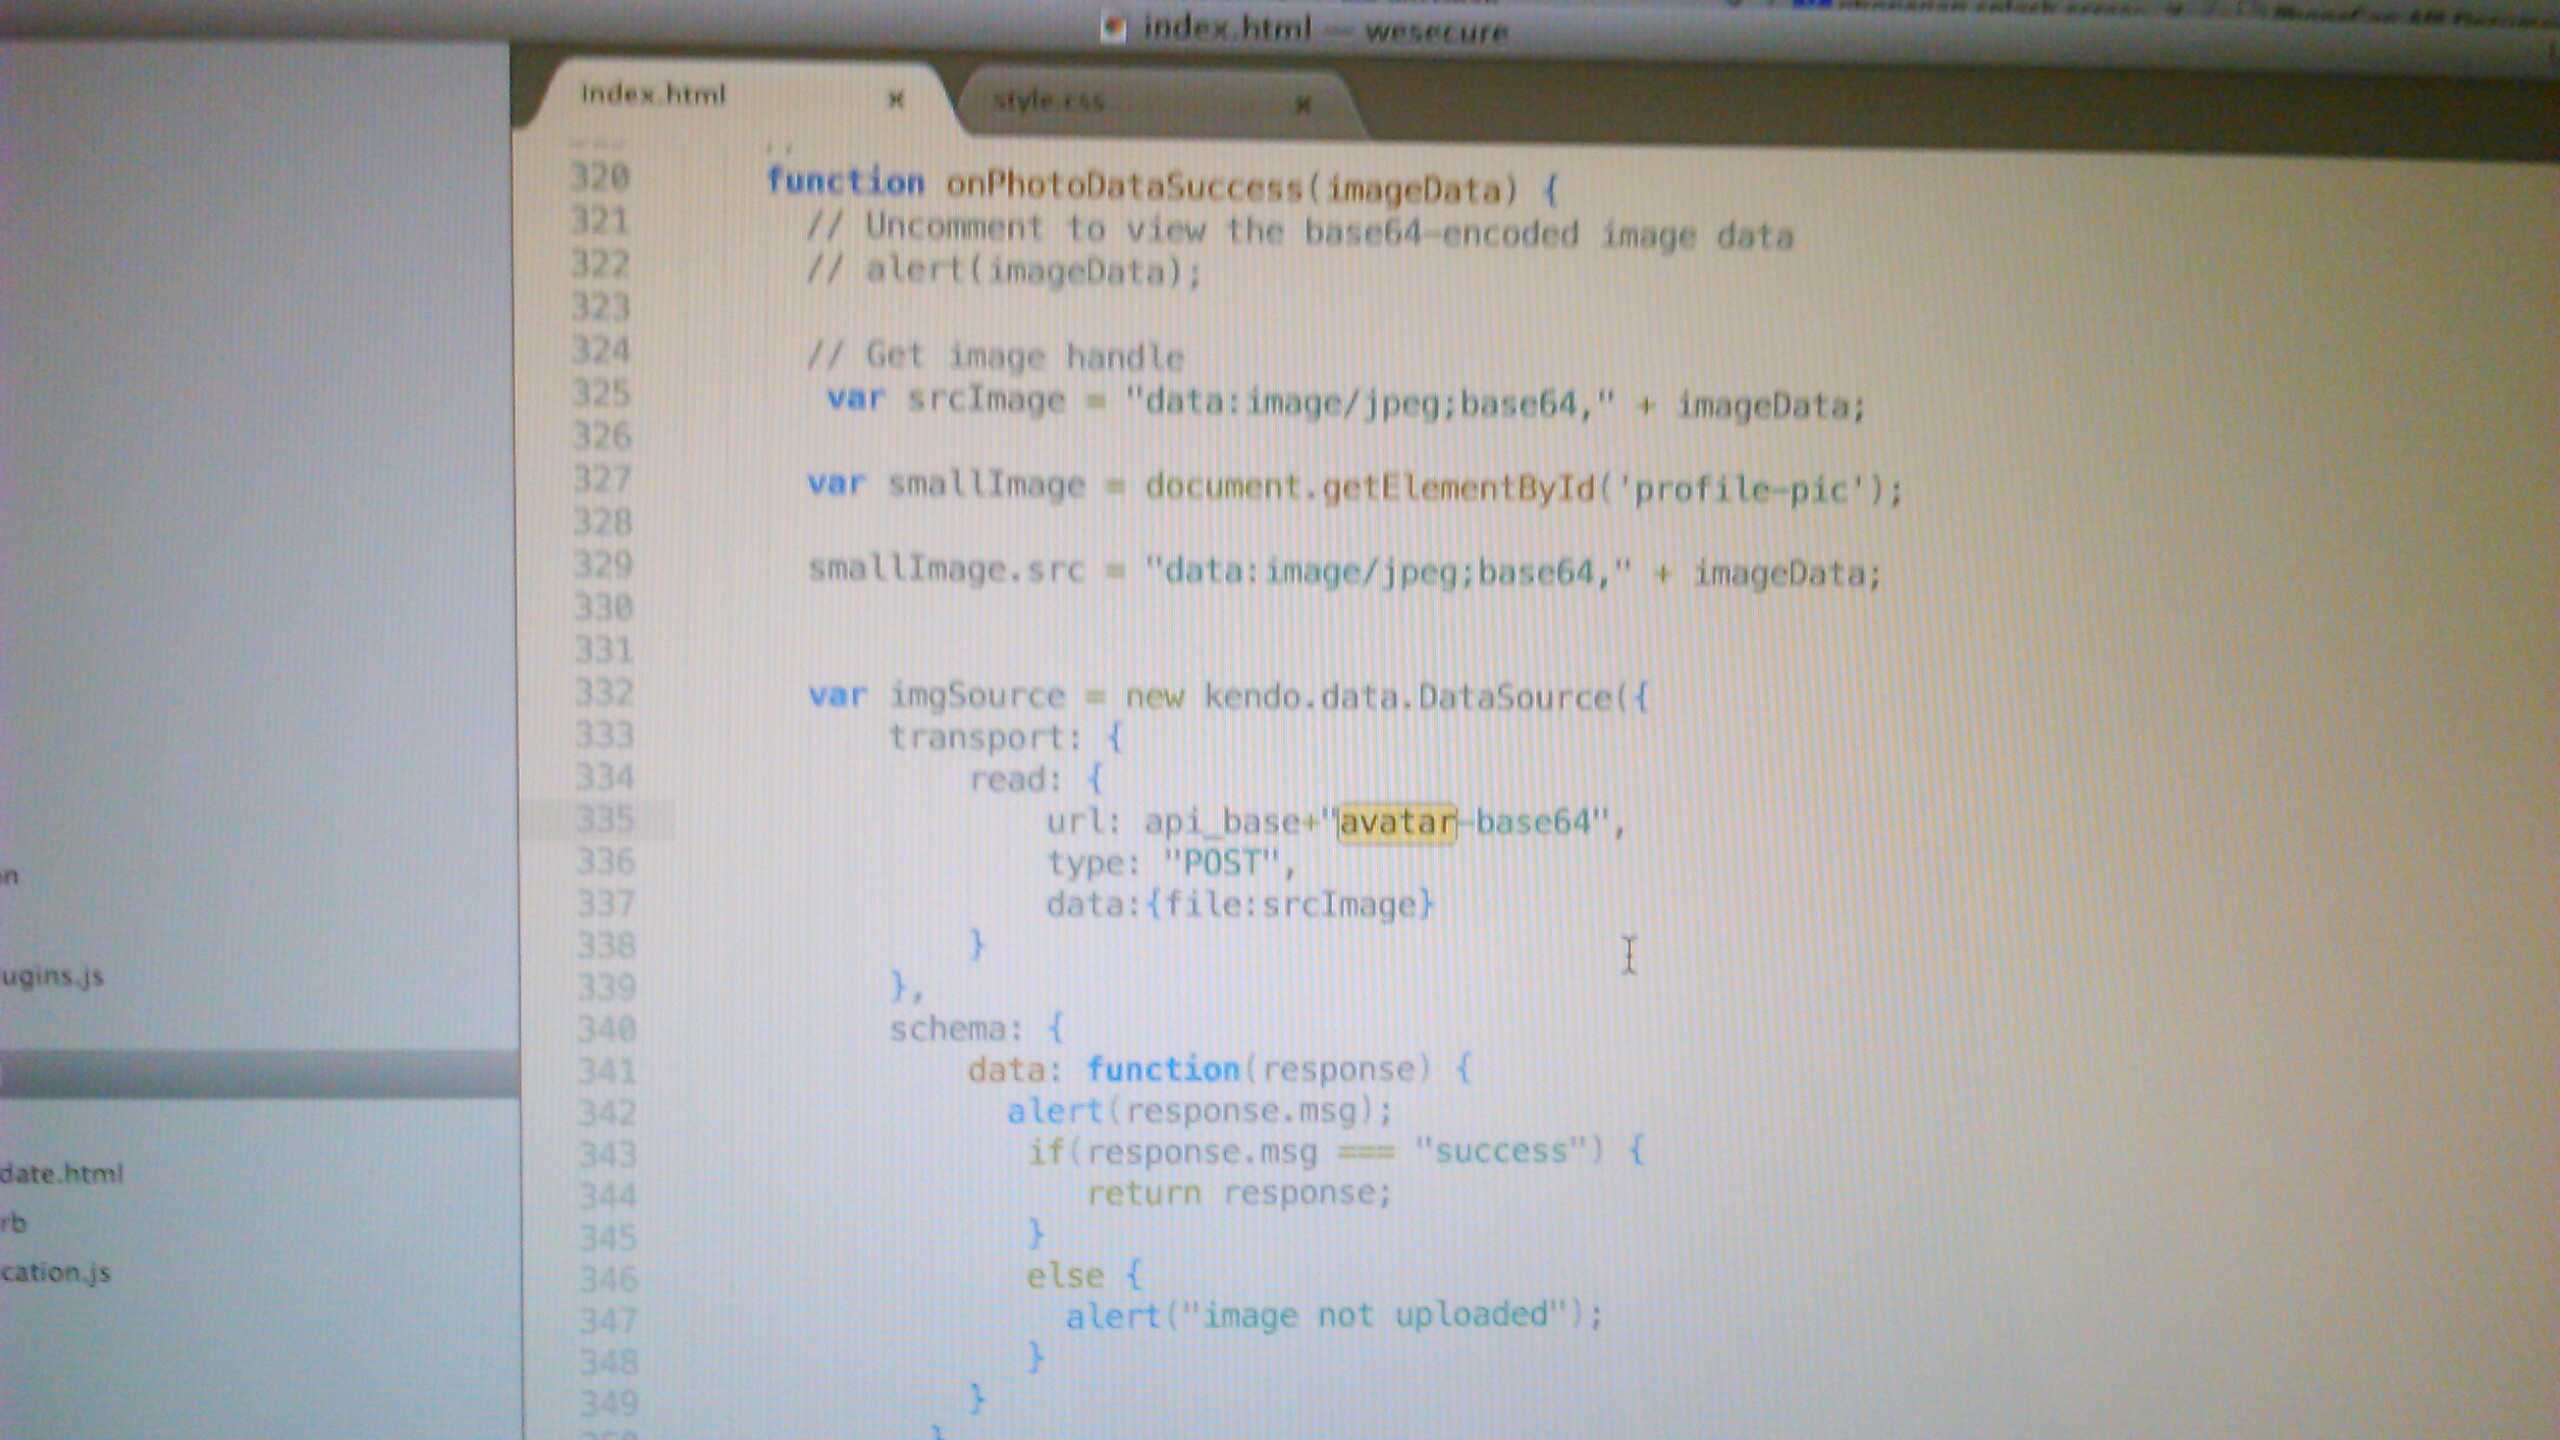 index.html — wesecure
index.html
style.css
320 function onPhotoDataSuccess(imageData) {
321 // Uncomment to view the base64-encoded image data
322 // alert(imageData);
323
324 // Get image handle
325 var srcImage = "data:image/jpeg;base64," + imageData;
326
327 var smallImage = document.getElementById('profile-pic');
328
329 smallImage.src = "data:image/jpeg;base64," + imageData;
330
331
332 var imgSource = new kendo.data.DataSource({
333 transport: {
334 read: {
335 url: api_base+"avatar-base64",
336 type: "POST",
337 data:{file:srcImage}
338 }
339 },
340 schema: {
341 data: function(response) {
342 alert(response.msg);
343 if(response.msg === "success") {
344 return response;
345 }
346 else {
347 alert("image not uploaded");
348 }
349 }
n
ugins.js
date.html
rb
cation.js